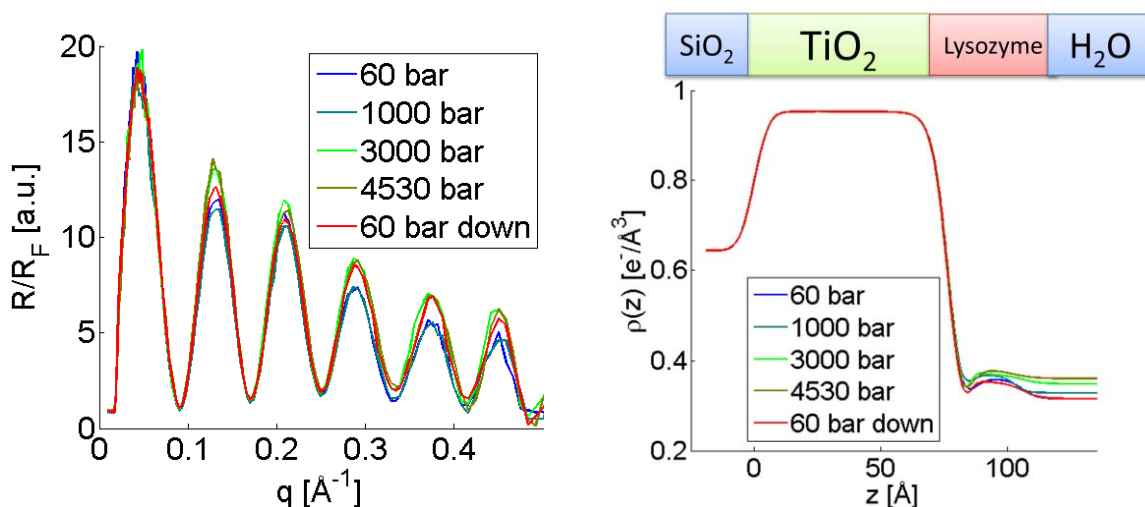 20
15
10
5
0
R/R_F [a.u.]
0
0.1
0.2
0.3
0.4
q [Å⁻¹]
60 bar
1000 bar
3000 bar
4530 bar
60 bar down
SiO₂
TiO₂
Lysozyme
H₂O
1
0.8
0.6
0.4
0.2
ρ(z) [e⁻/Å³]
0
50
100
z [Å]
60 bar
1000 bar
3000 bar
4530 bar
60 bar down